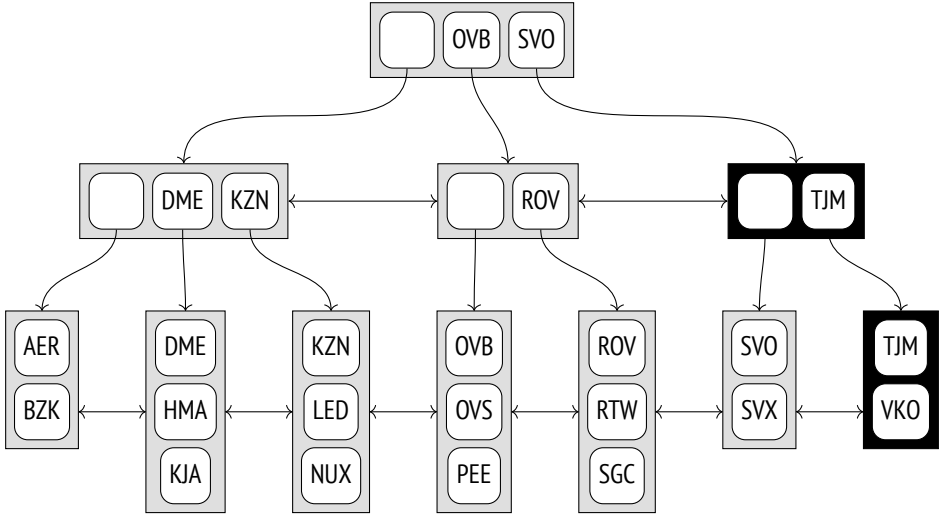 OVB SVO
DME KZN ROV TJM
AER DME KZN OVB ROV SVO TJM
BZK HMA LED OVS RTW SVX VKO
KJA NUX PEE SGC